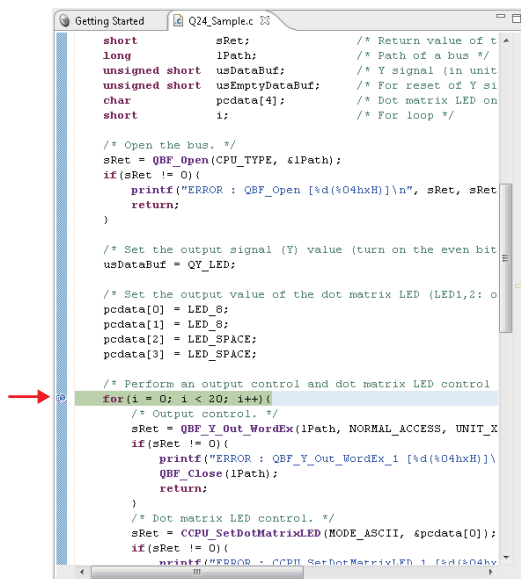 Getting Started    Q24_Sample.c
short           sRet;           /* Return value of t
long            lPath;          /* Path of a bus */
unsigned short  usDataBuf;      /* Y signal (in unit
unsigned short  usEmptyDataBuf; /* For reset of Y si
char            pcdata[4];      /* Dot matrix LED on
short           i;              /* For loop */
/* Open the bus. */
sRet = QBF_Open(CPU_TYPE, &lPath);
if(sRet != 0){
printf("ERROR : QBF_Open [%d(%04hxH)]\n", sRet, sRet
return;
}
/* Set the output signal (Y) value (turn on the even bit
usDataBuf = QY_LED;
/* Set the output value of the dot matrix LED (LED1,2: o
pcdata[0] = LED_8;
pcdata[1] = LED_8;
pcdata[2] = LED_SPACE;
pcdata[3] = LED_SPACE;
/* Perform an output control and dot matrix LED control
for(i = 0; i < 20; i++){
/* Output control. */
sRet = QBF_Y_Out_WordEx(lPath, NORMAL_ACCESS, UNIT_X
if(sRet != 0){
printf("ERROR : QBF_Y_Out_WordEx_1 [%d(%04hxH)]\
QBF_Close(lPath);
return;
}
/* Dot matrix LED control. */
sRet = CCPU_SetDotMatrixLED(MODE_ASCII, &pcdata[0]);
if(sRet != 0){
printf("ERROR : CCPU_SetDotMatrixLED_1 [%d(%04hx